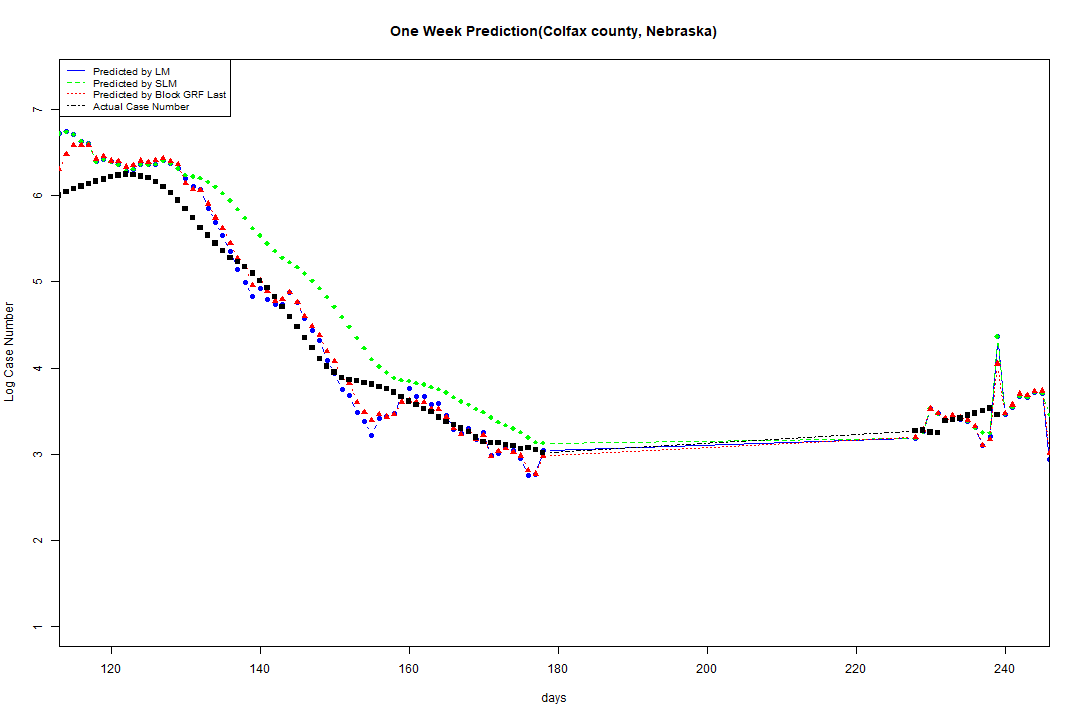 One Week Prediction(Colfax county, Nebraska)
Predicted by LM
Predicted by SLM
Predicted by Block GRF Last
Actual Case Number
Log Case Number
7
6
5
4
3
2
1
120 140 160 180 200 220 240
days